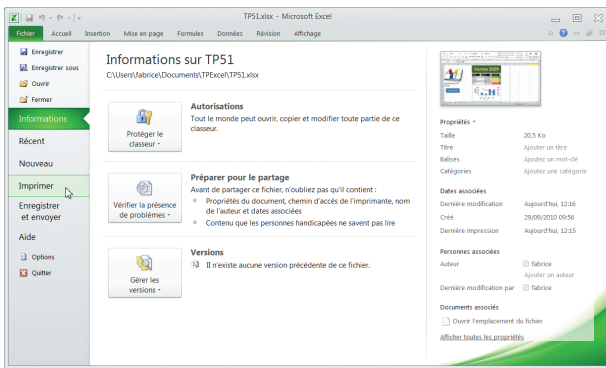 TP51.xlsx - Microsoft Excel
Fichier Accueil Insertion Mise en page Formules Données Révision Affichage
Enregistrer
Enregistrer sous
Ouvrir
Fermer
Informations
Récent
Nouveau
Imprimer
Enregistrer
et envoyer
Aide
Options
Quitter
Informations sur TP51
C:\Users\fabrice\Documents\TPExcel\TP51.xlsx
Protéger le
classeur
Autorisations
Tout le monde peut ouvrir, copier et modifier toute partie de ce
classeur.
Vérifier la présence
de problèmes
Préparer pour le partage
Avant de partager ce fichier, n'oubliez pas qu'il contient :
Propriétés du document, chemin d'accès de l'imprimante, nom
de l'auteur et dates associées
Contenu que les personnes handicapées ne savent pas lire
Gérer les
versions
Versions
Il n'existe aucune version précédente de ce fichier.
Ventes 2009
Propriétés
Taille 20,5 Ko
Titre Ajouter un titre
Balises Ajoutez un mot-clé
Catégories Ajoutez une catégorie
Dates associées
Dernière modification Aujourd'hui, 12:16
Créé 29/09/2010 09:56
Dernière impression Aujourd'hui, 12:15
Personnes associées
Auteur fabrice
Ajouter un auteur
Dernière modification par fabrice
Documents associés
Ouvrir l'emplacement du fichier
Afficher toutes les propriétés